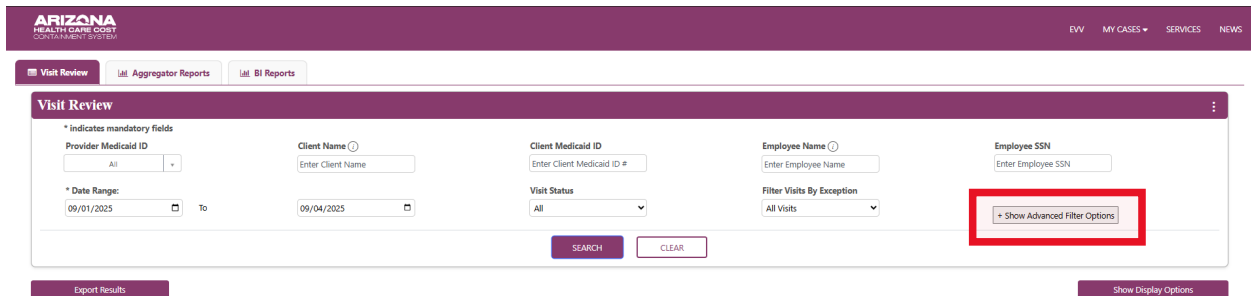 ARIZONA
HEALTH CARE COST
CONTAINMENT SYSTEM
EVV MY CASES SERVICES NEWS
Visit Review Aggregator Reports BI Reports
Visit Review
* indicates mandatory fields
Provider Medicaid ID Client Name Client Medicaid ID Employee Name Employee SSN
All Enter Client Name Enter Client Medicaid ID # Enter Employee Name Enter Employee SSN
* Date Range: Visit Status Filter Visits By Exception
09/01/2025 To 09/04/2025 All All Visits + Show Advanced Filter Options
SEARCH CLEAR
Export Results Show Display Options